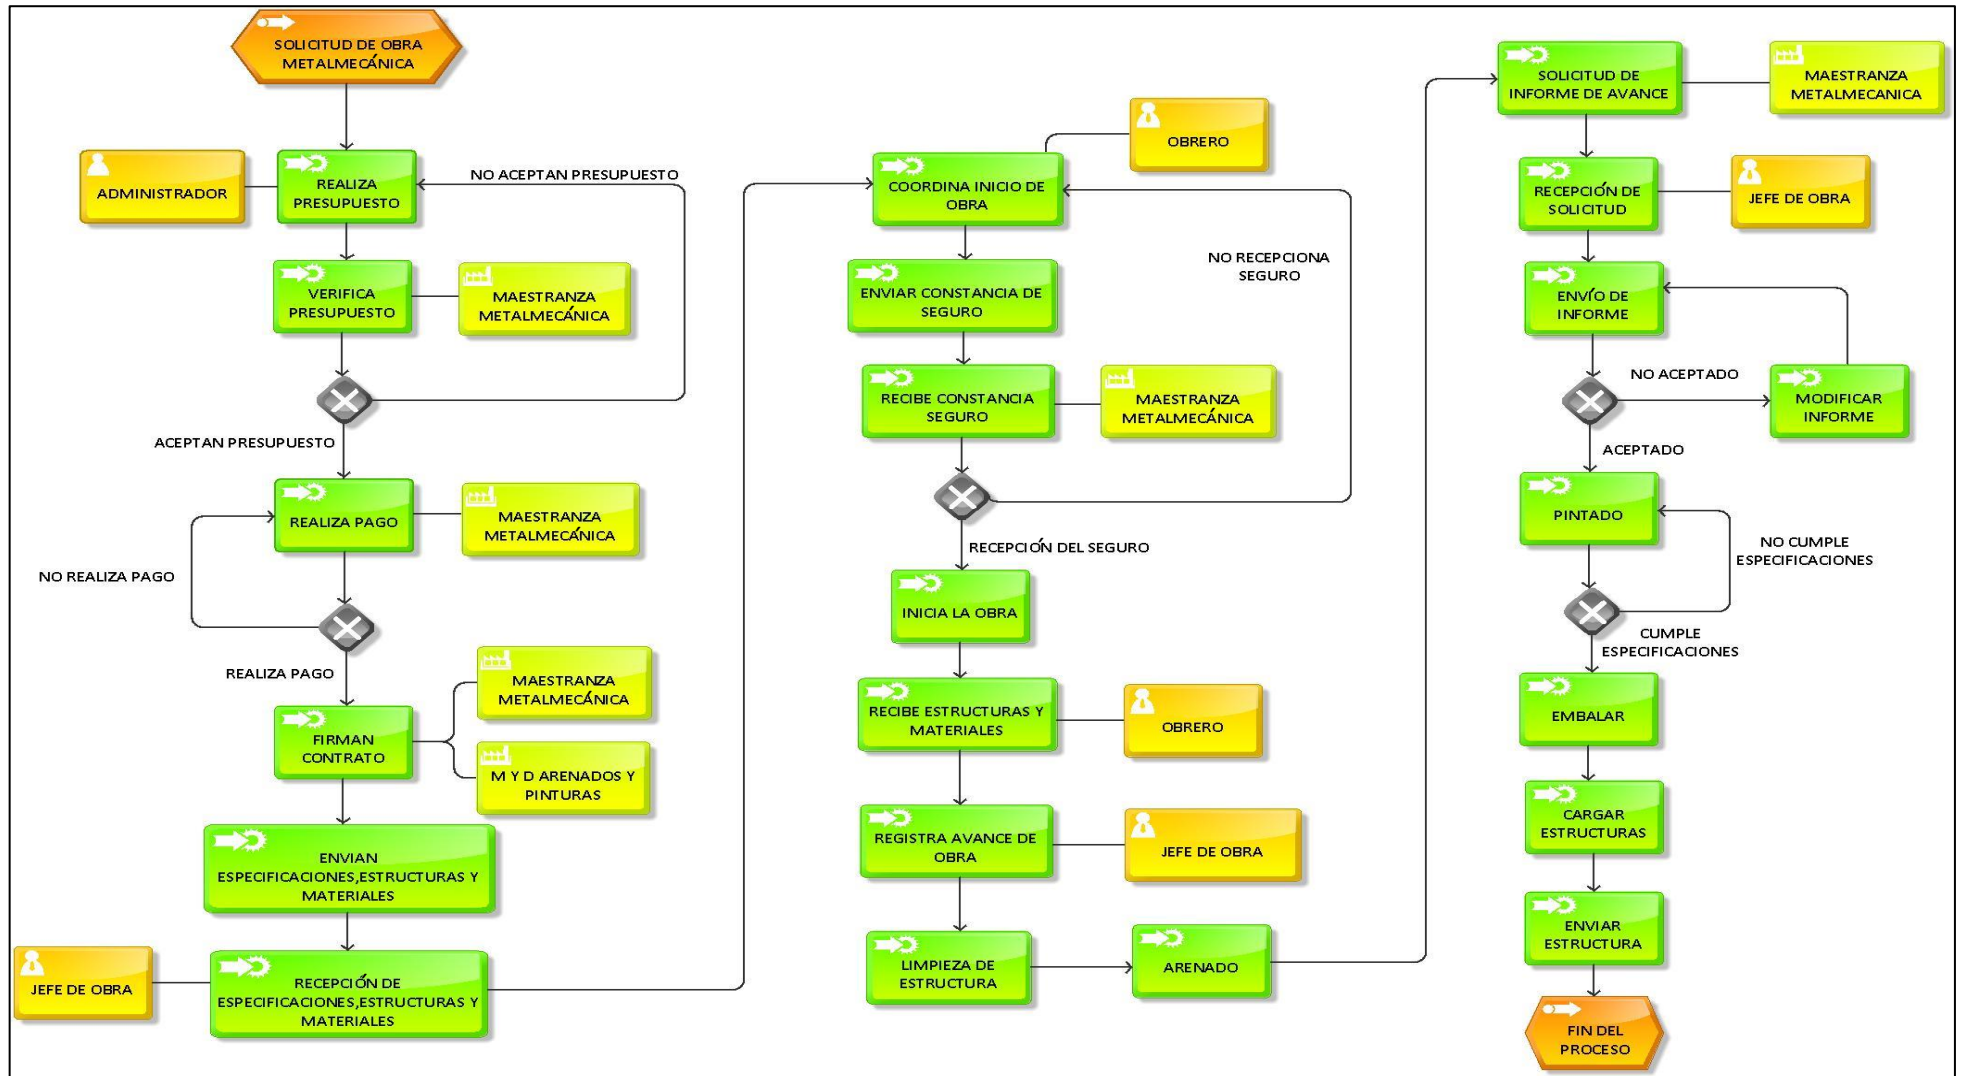 SOLICITUD DE OBRA
METALMECÁNICA
ADMINISTRADOR
REALIZA
PRESUPUESTO
NO ACEPTAN PRESUPUESTO
VERIFICA
PRESUPUESTO
MAESTRANZA
METALMECÁNICA
ACEPTAN PRESUPUESTO
REALIZA PAGO
MAESTRANZA
METALMECÁNICA
NO REALIZA PAGO
REALIZA PAGO
MAESTRANZA
METALMECÁNICA
FIRMAN
CONTRATO
M Y D ARENADOS Y
PINTURAS
ENVIAN
ESPECIFICACIONES,ESTRUCTURAS Y
MATERIALES
JEFE DE OBRA
RECEPCIÓN DE
ESPECIFICACIONES,ESTRUCTURAS Y
MATERIALES
OBRERO
COORDINA INICIO DE
OBRA
NO RECEPCIONA
SEGURO
ENVIAR CONSTANCIA DE
SEGURO
RECIBE CONSTANCIA
SEGURO
MAESTRANZA
METALMECÁNICA
RECEPCIÓN DEL SEGURO
INICIA LA OBRA
RECIBE ESTRUCTURAS Y
MATERIALES
OBRERO
REGISTRA AVANCE DE
OBRA
JEFE DE OBRA
LIMPIEZA DE
ESTRUCTURA
ARENADO
SOLICITUD DE
INFORME DE AVANCE
MAESTRANZA
METALMECANICA
RECEPCIÓN DE
SOLICITUD
JEFE DE OBRA
ENVÍO DE
INFORME
NO ACEPTADO
MODIFICAR
INFORME
ACEPTADO
PINTADO
NO CUMPLE
ESPECIFICACIONES
CUMPLE
ESPECIFICACIONES
EMBALAR
CARGAR
ESTRUCTURAS
ENVIAR
ESTRUCTURA
FIN DEL
PROCESO